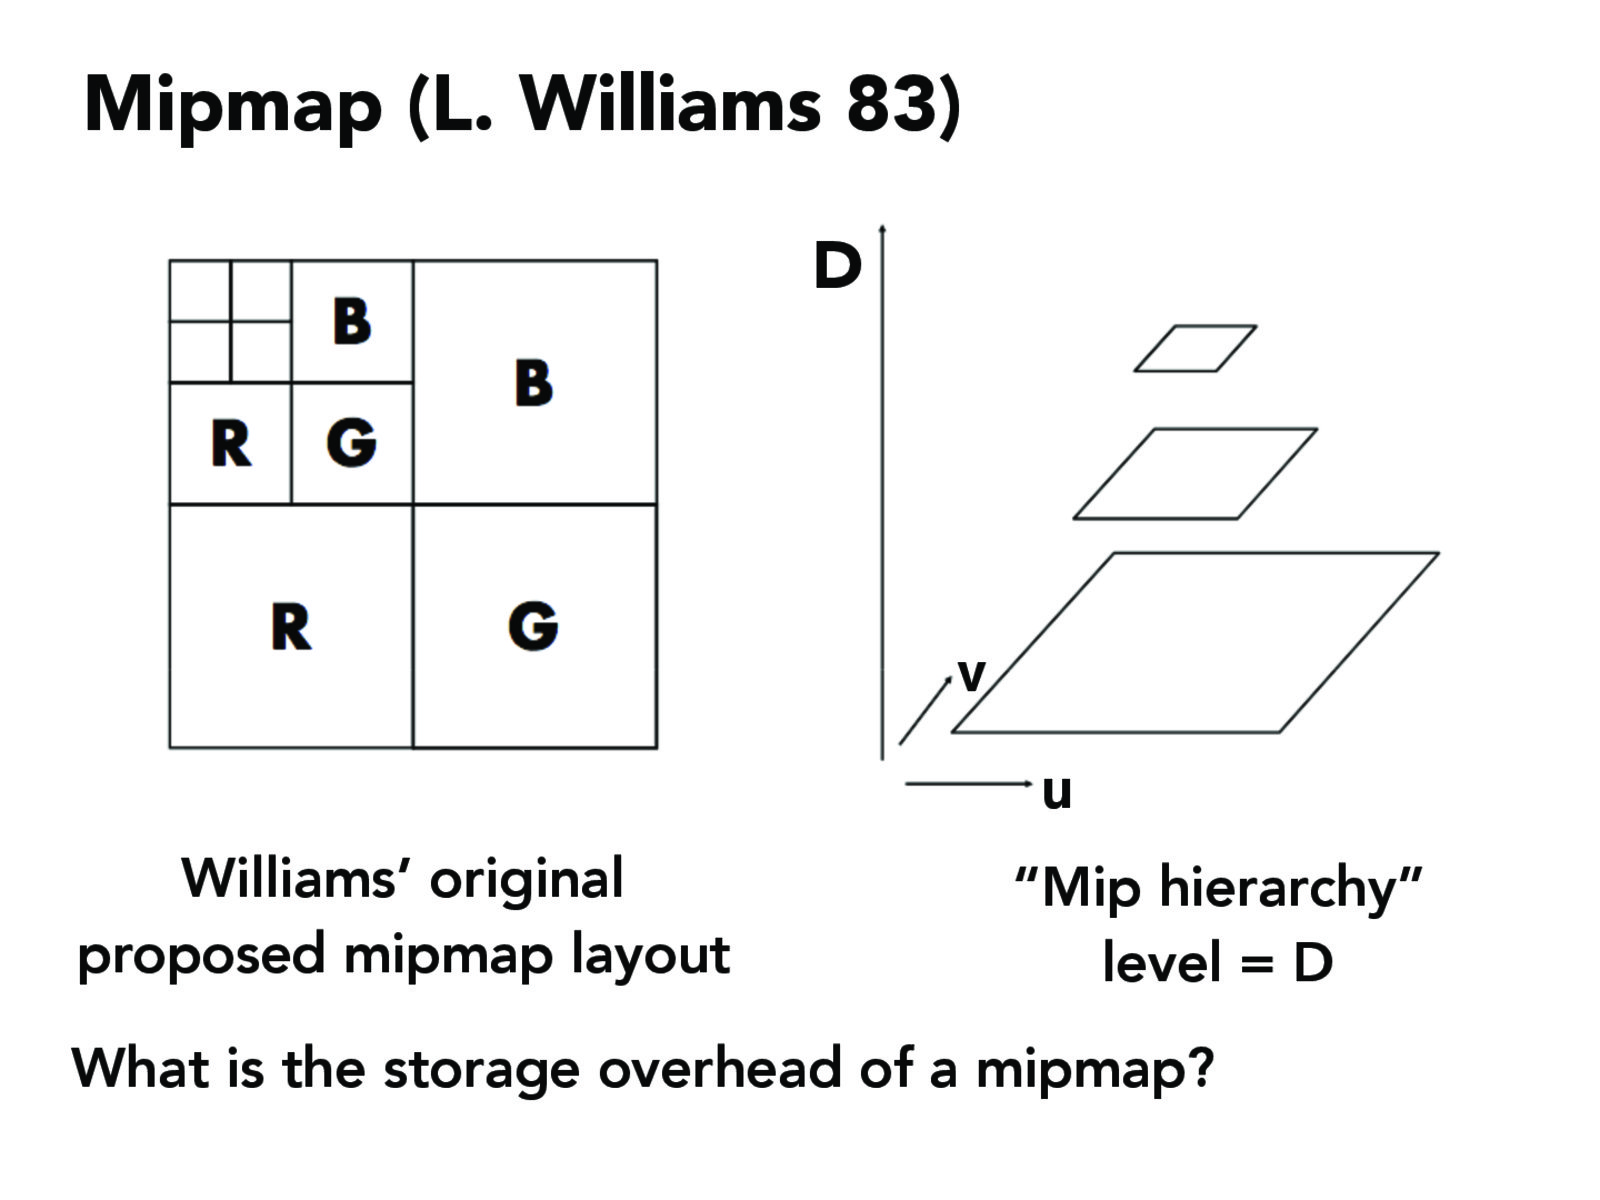 Mipmap (L. Williams 83)
B
B
R
G
R
G
D
v
u
Williams’ original
proposed mipmap layout
“Mip hierarchy”
level = D
What is the storage overhead of a mipmap?